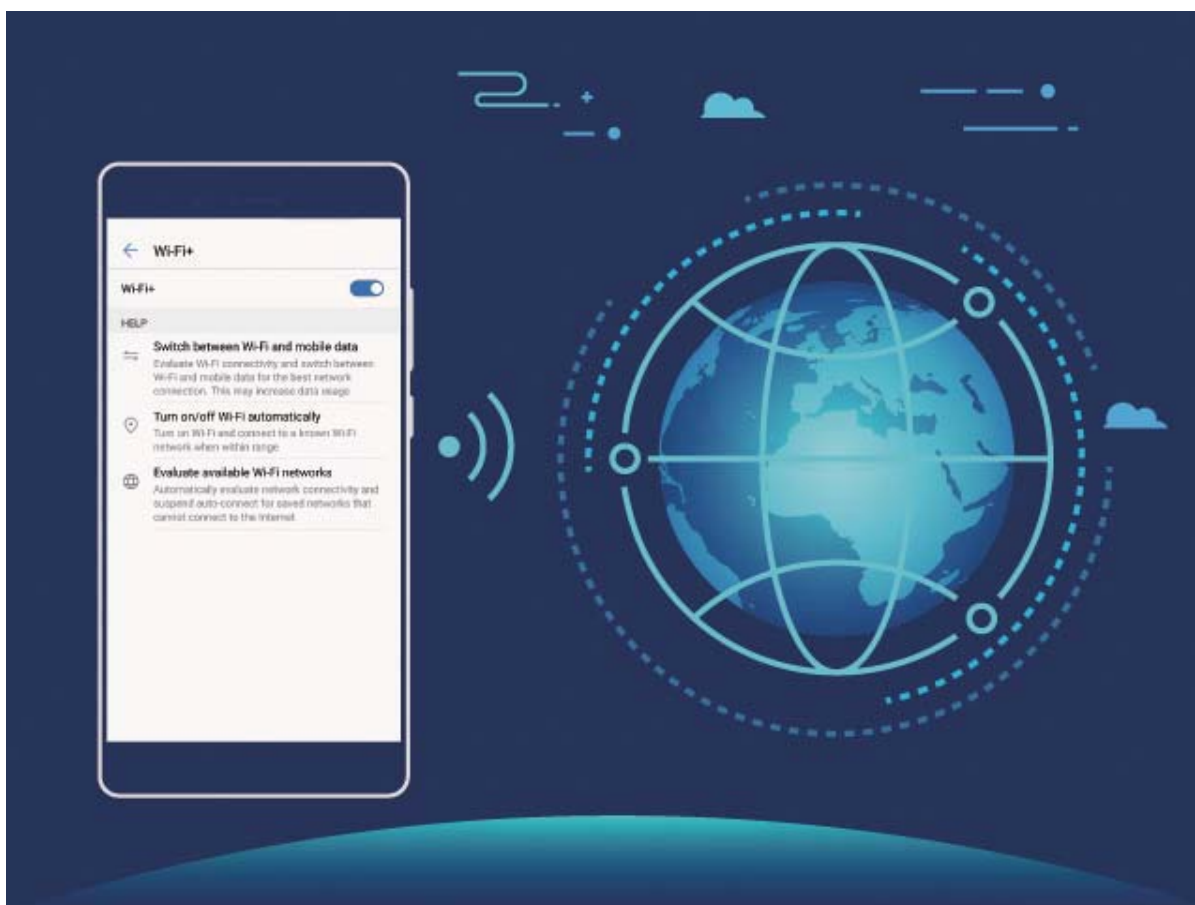 Wi-Fi+
Wi-Fi+
HELP
Switch between Wi-Fi and mobile data
Evaluate Wi-Fi connectivity and switch between
Wi-Fi and mobile data for the best network
connection. This may increase data usage
Turn on/off Wi-Fi automatically
Turn on Wi-Fi and connect to a known Wi-Fi
network when within range
Evaluate available Wi-Fi networks
Automatically evaluate network connectivity and
suspend auto-connect for saved networks that
cannot connect to the Internet